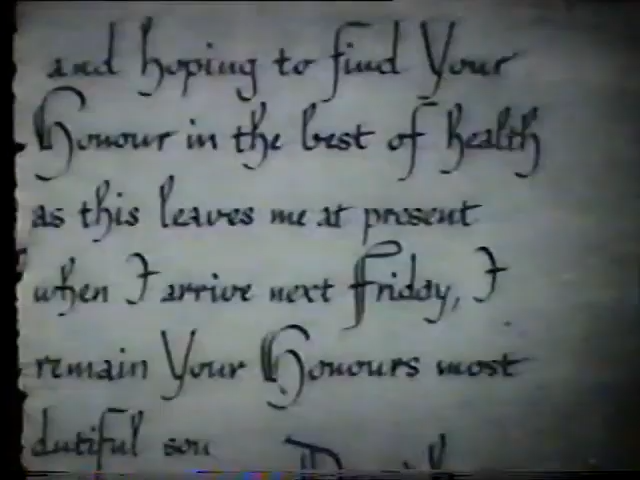 and hoping to find Your
Honour in the best of health
as this leaves me at present
when I arrive next Friday, I
remain Your Honours most
dutiful son